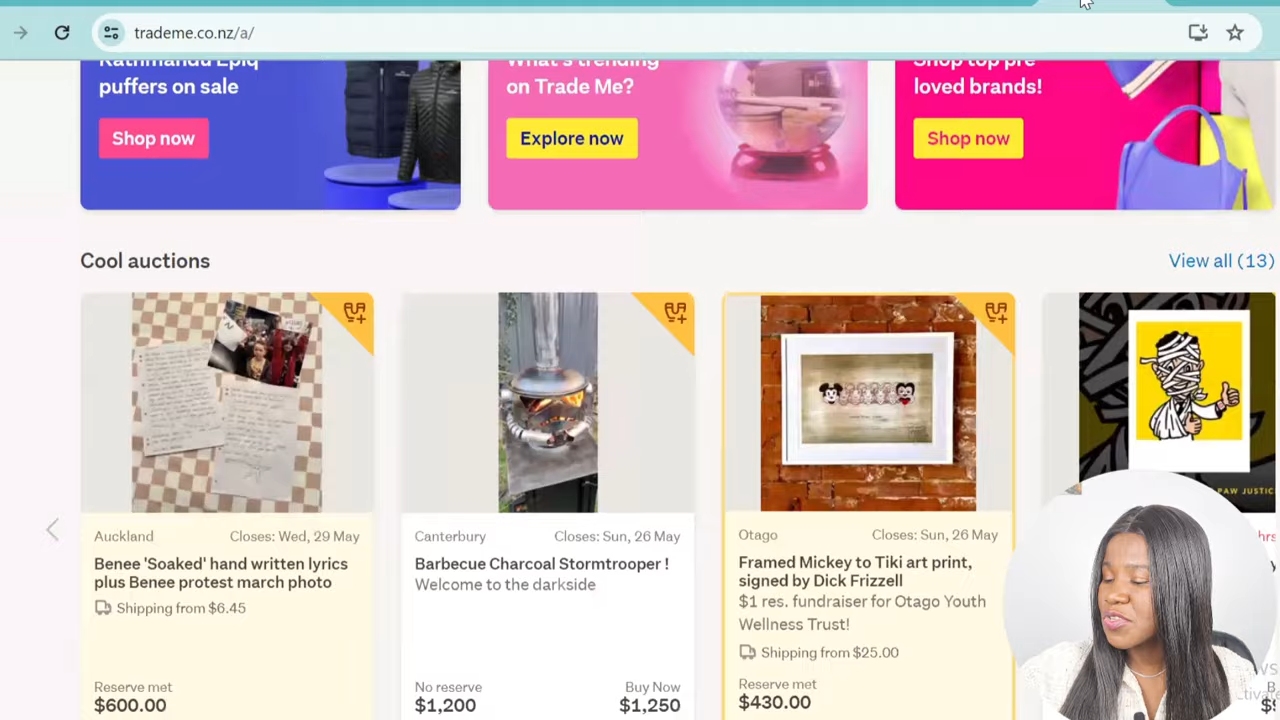 trademe.co.nz/a/
Kathmandu Epiq
puffers on sale
Shop now
What's trending
on Trade Me?
Explore now
Shop top pre
loved brands!
Shop now
Cool auctions
View all (13)
Auckland
Closes: Wed, 29 May
Benee 'Soaked' hand written lyrics
plus Benee protest march photo
Shipping from $6.45
Reserve met
$600.00
Canterbury
Closes: Sun, 26 May
Barbecue Charcoal Stormtrooper !
Welcome to the darkside
No reserve
Buy Now
$1,200
$1,250
Otago
Closes: Sun, 26 May
Framed Mickey to Tiki art print,
signed by Dick Frizzell
$1 res. fundraiser for Otago Youth
Wellness Trust!
Shipping from $25.00
Reserve met
$430.00
PAW JUSTIC